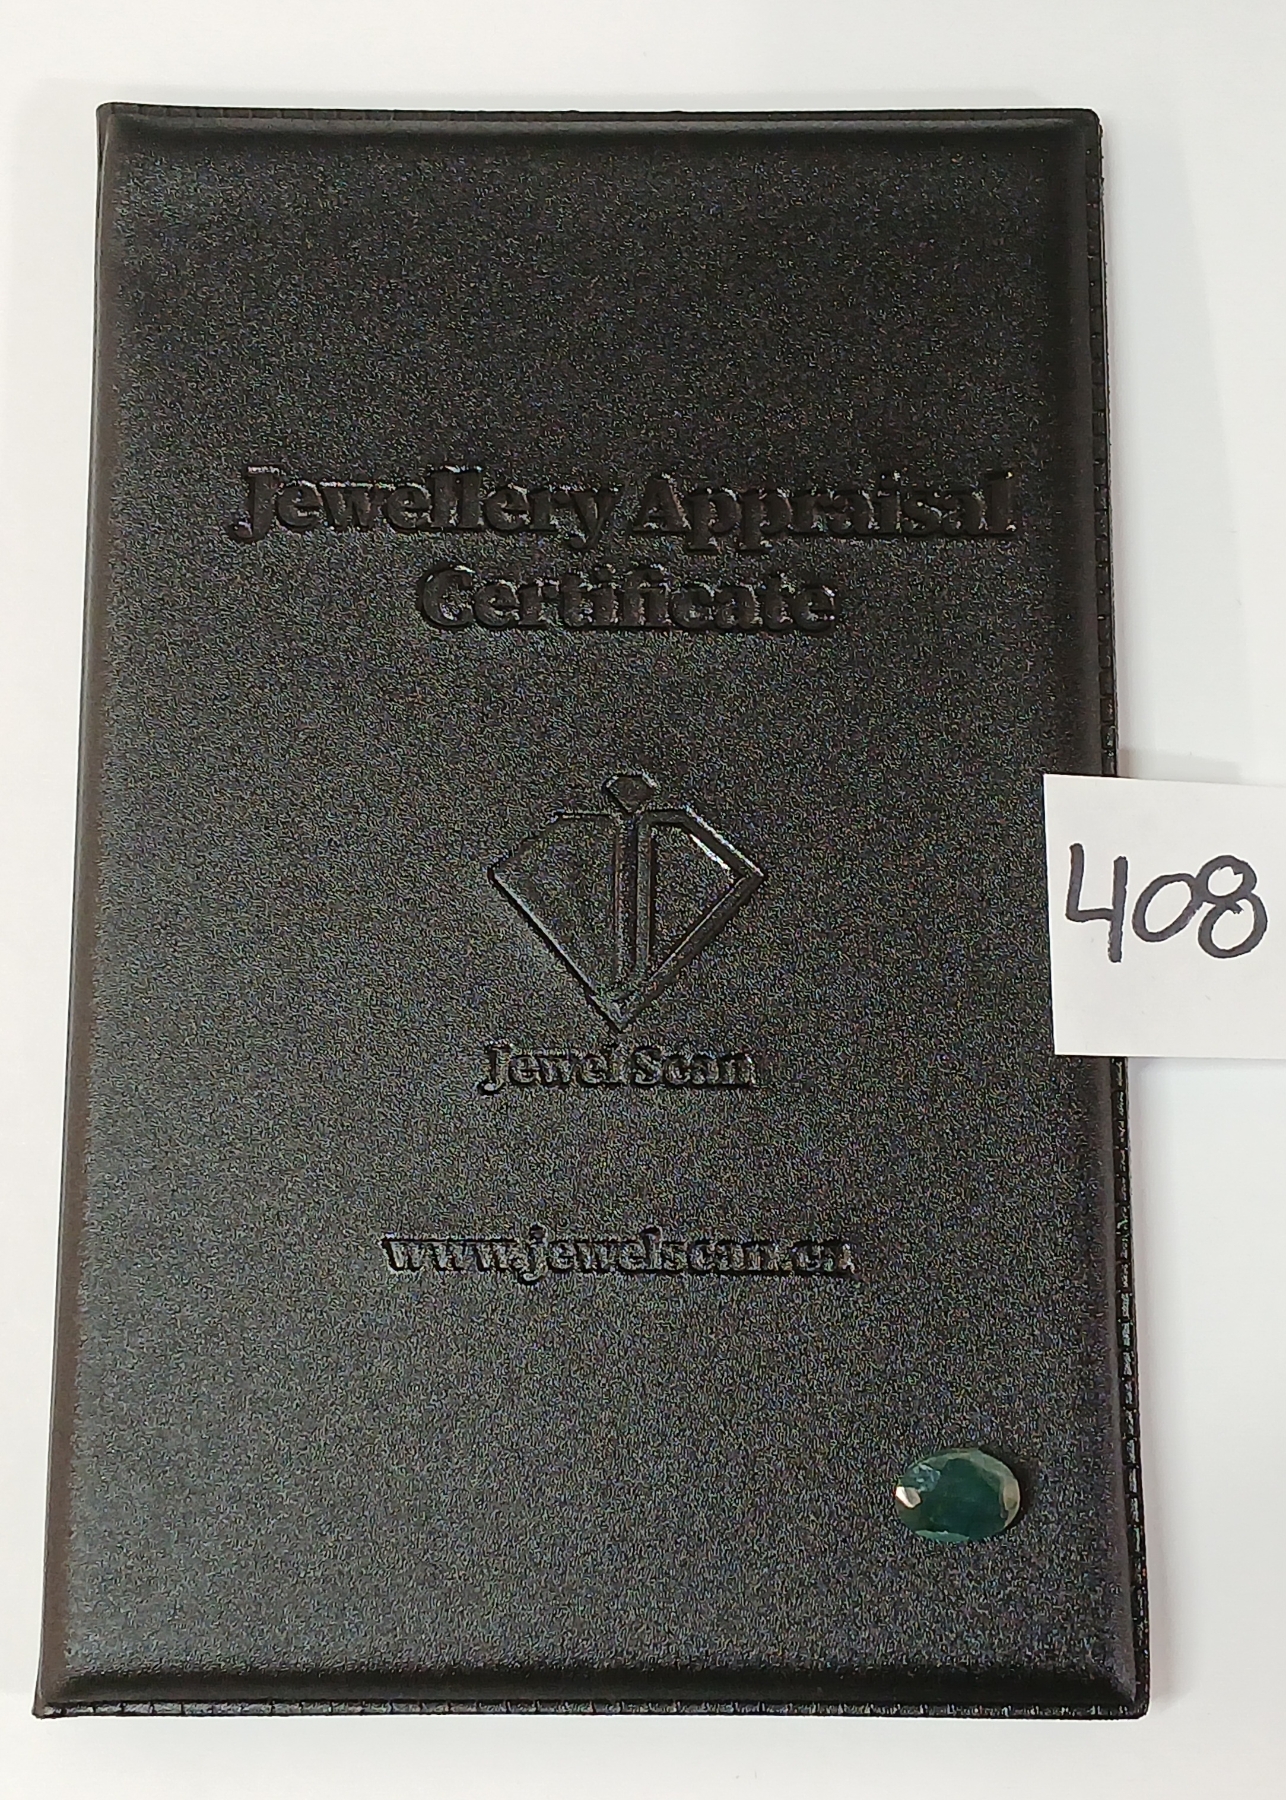 Jewellery Appraisal
Certificate
Jewel Scan
www.jewelscan.ca
408